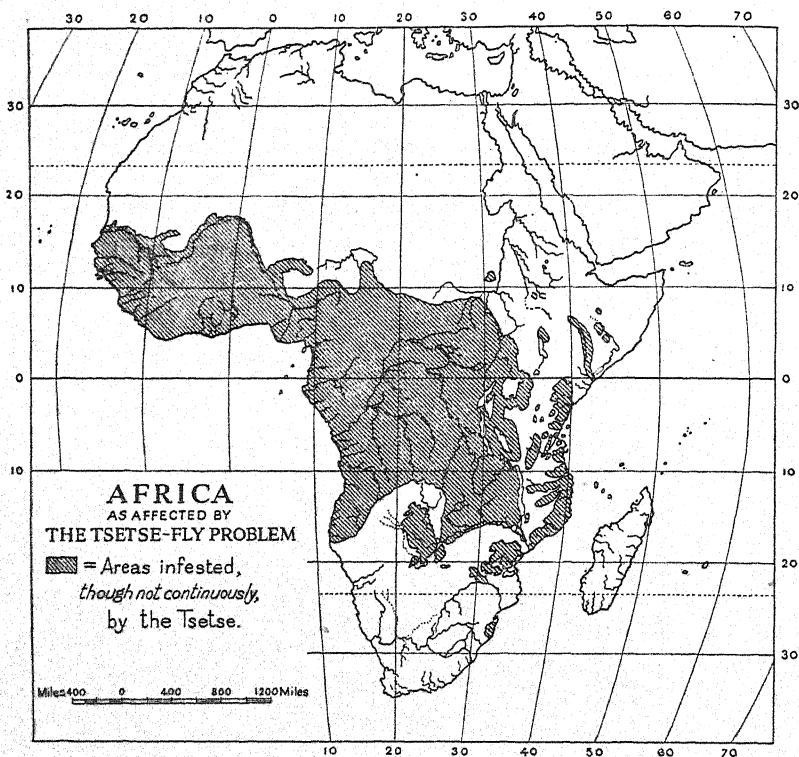 30 20 10 0 10 20 30 40 50 60 70
30 30
20 20
10 10
0 0
10 10
AFRICA
AS AFFECTED BY
THE TSETSE-FLY PROBLEM
= Areas infested,
though not continuously,
by the Tsetse.
20
30
Miles 400 0 400 800 1200 Miles
10 20 30 40 50 60 70